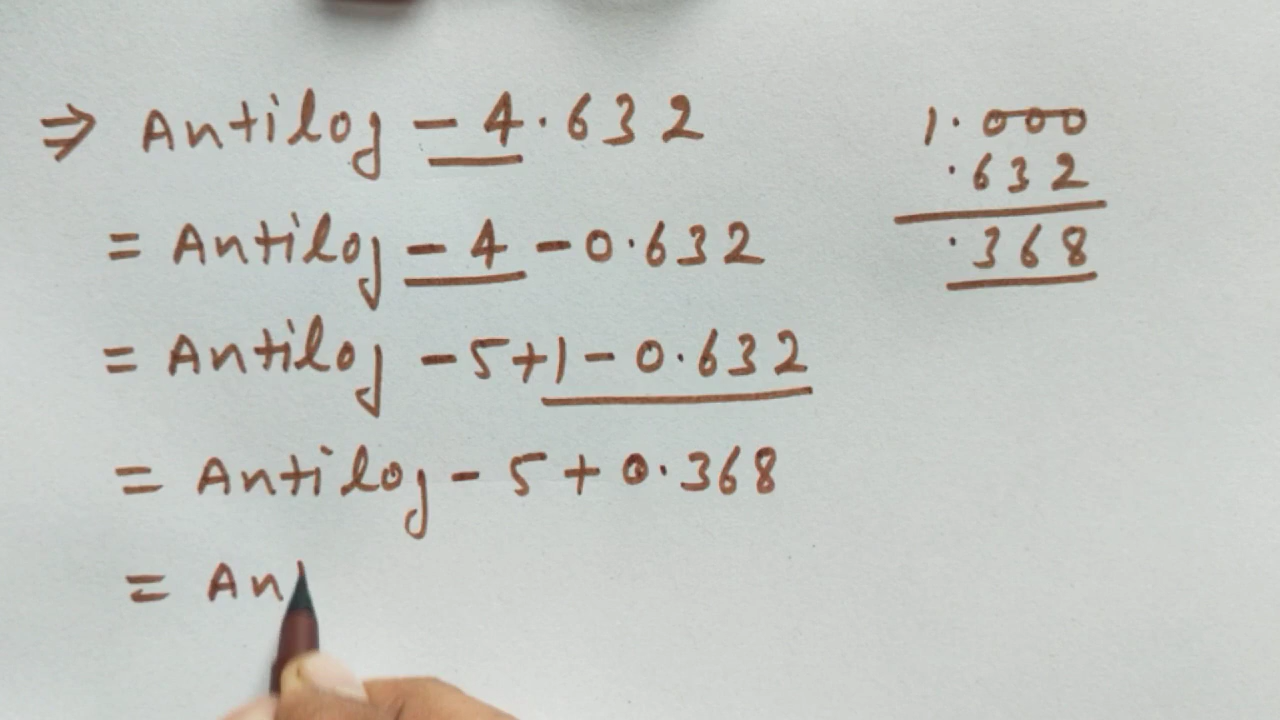 ⇒ Antilog - 4.632
= Antilog - 4 - 0.632
= Antilog - 5+1- 0.632
= Antilog - 5 + 0.368
= Ant
1.000
.632
.368